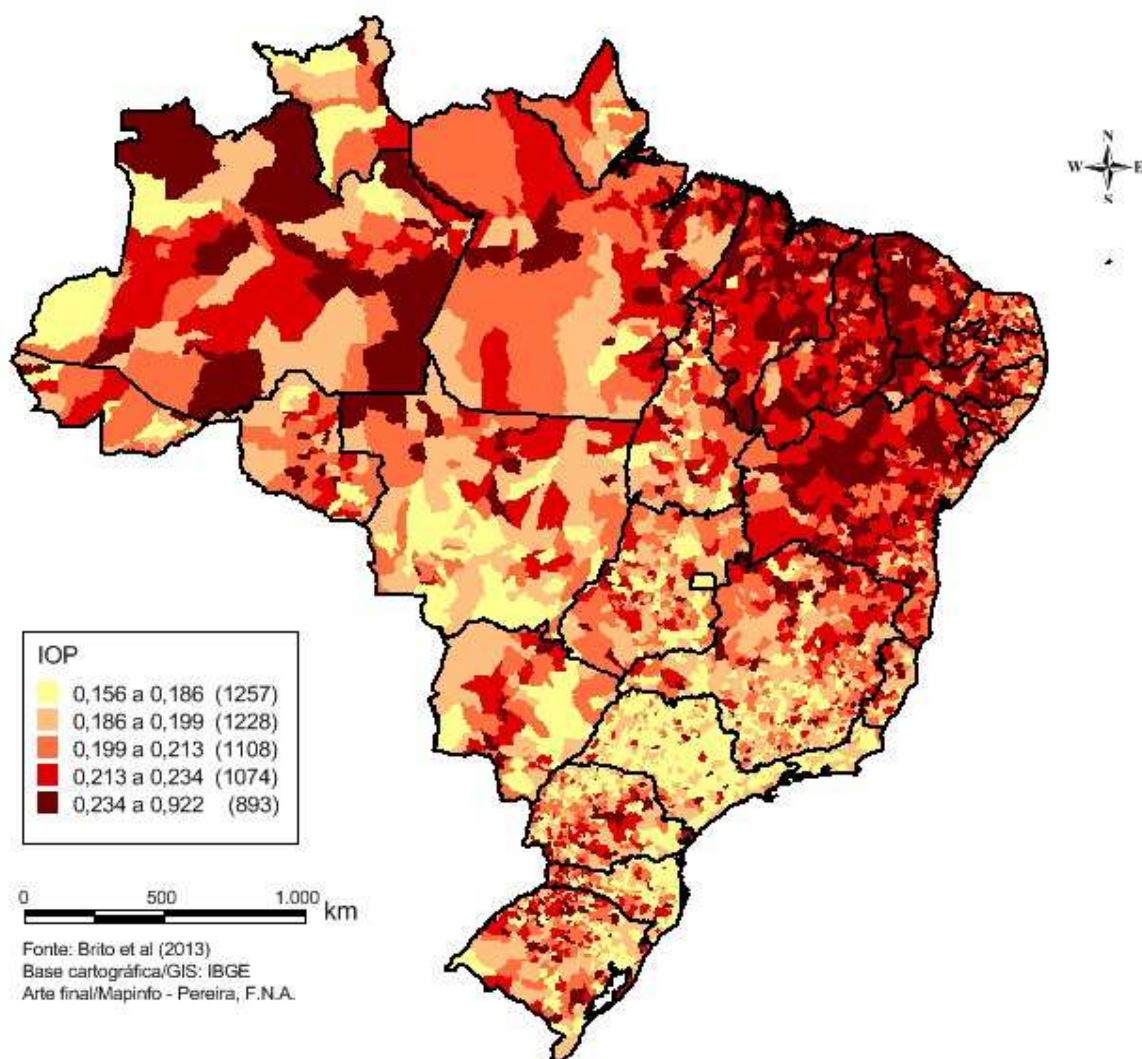 N
W E
S
IOP
0,156 a 0,186 (1257)
0,186 a 0,199 (1228)
0,199 a 0,213 (1108)
0,213 a 0,234 (1074)
0,234 a 0,922 (893)
0 500 1.000
km
Fonte: Brito et al (2013)
Base cartográfica/GIS: IBGE
Arte final/Mapinfo - Pereira, F.N.A.